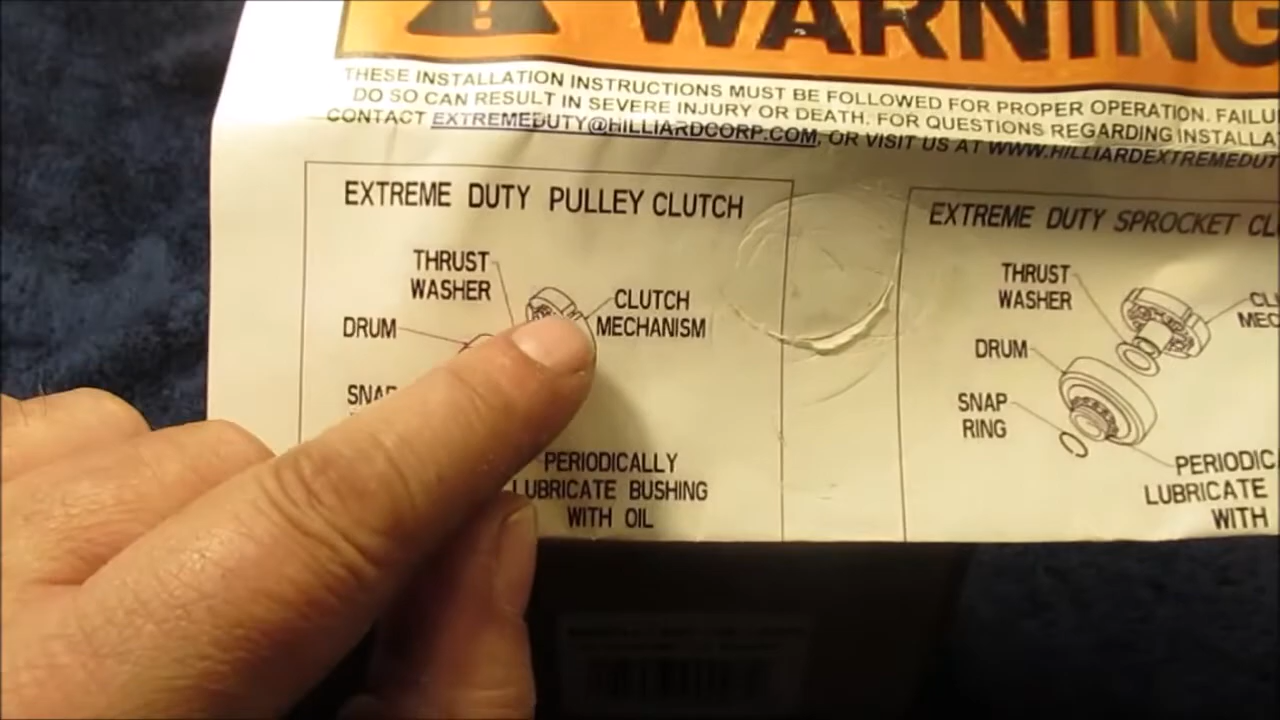 WARNING
THESE INSTALLATION INSTRUCTIONS MUST BE FOLLOWED FOR PROPER OPERATION. FAILU
DO SO CAN RESULT IN SEVERE INJURY OR DEATH. FOR QUESTIONS REGARDING INSTALLA
CONTACT EXTREMEDUTY@HILLIARDCORP.COM, OR VISIT US AT WWW.HILLIARDEXTREMEDUT
EXTREME DUTY PULLEY CLUTCH
THRUST
WASHER
CLUTCH
MECHANISM
DRUM
SNAP
PERIODICALLY
LUBRICATE BUSHING
WITH OIL
EXTREME DUTY SPROCKET CL
THRUST
WASHER
CL
MEC
DRUM
SNAP
RING
PERIODIC
LUBRICATE
WITH